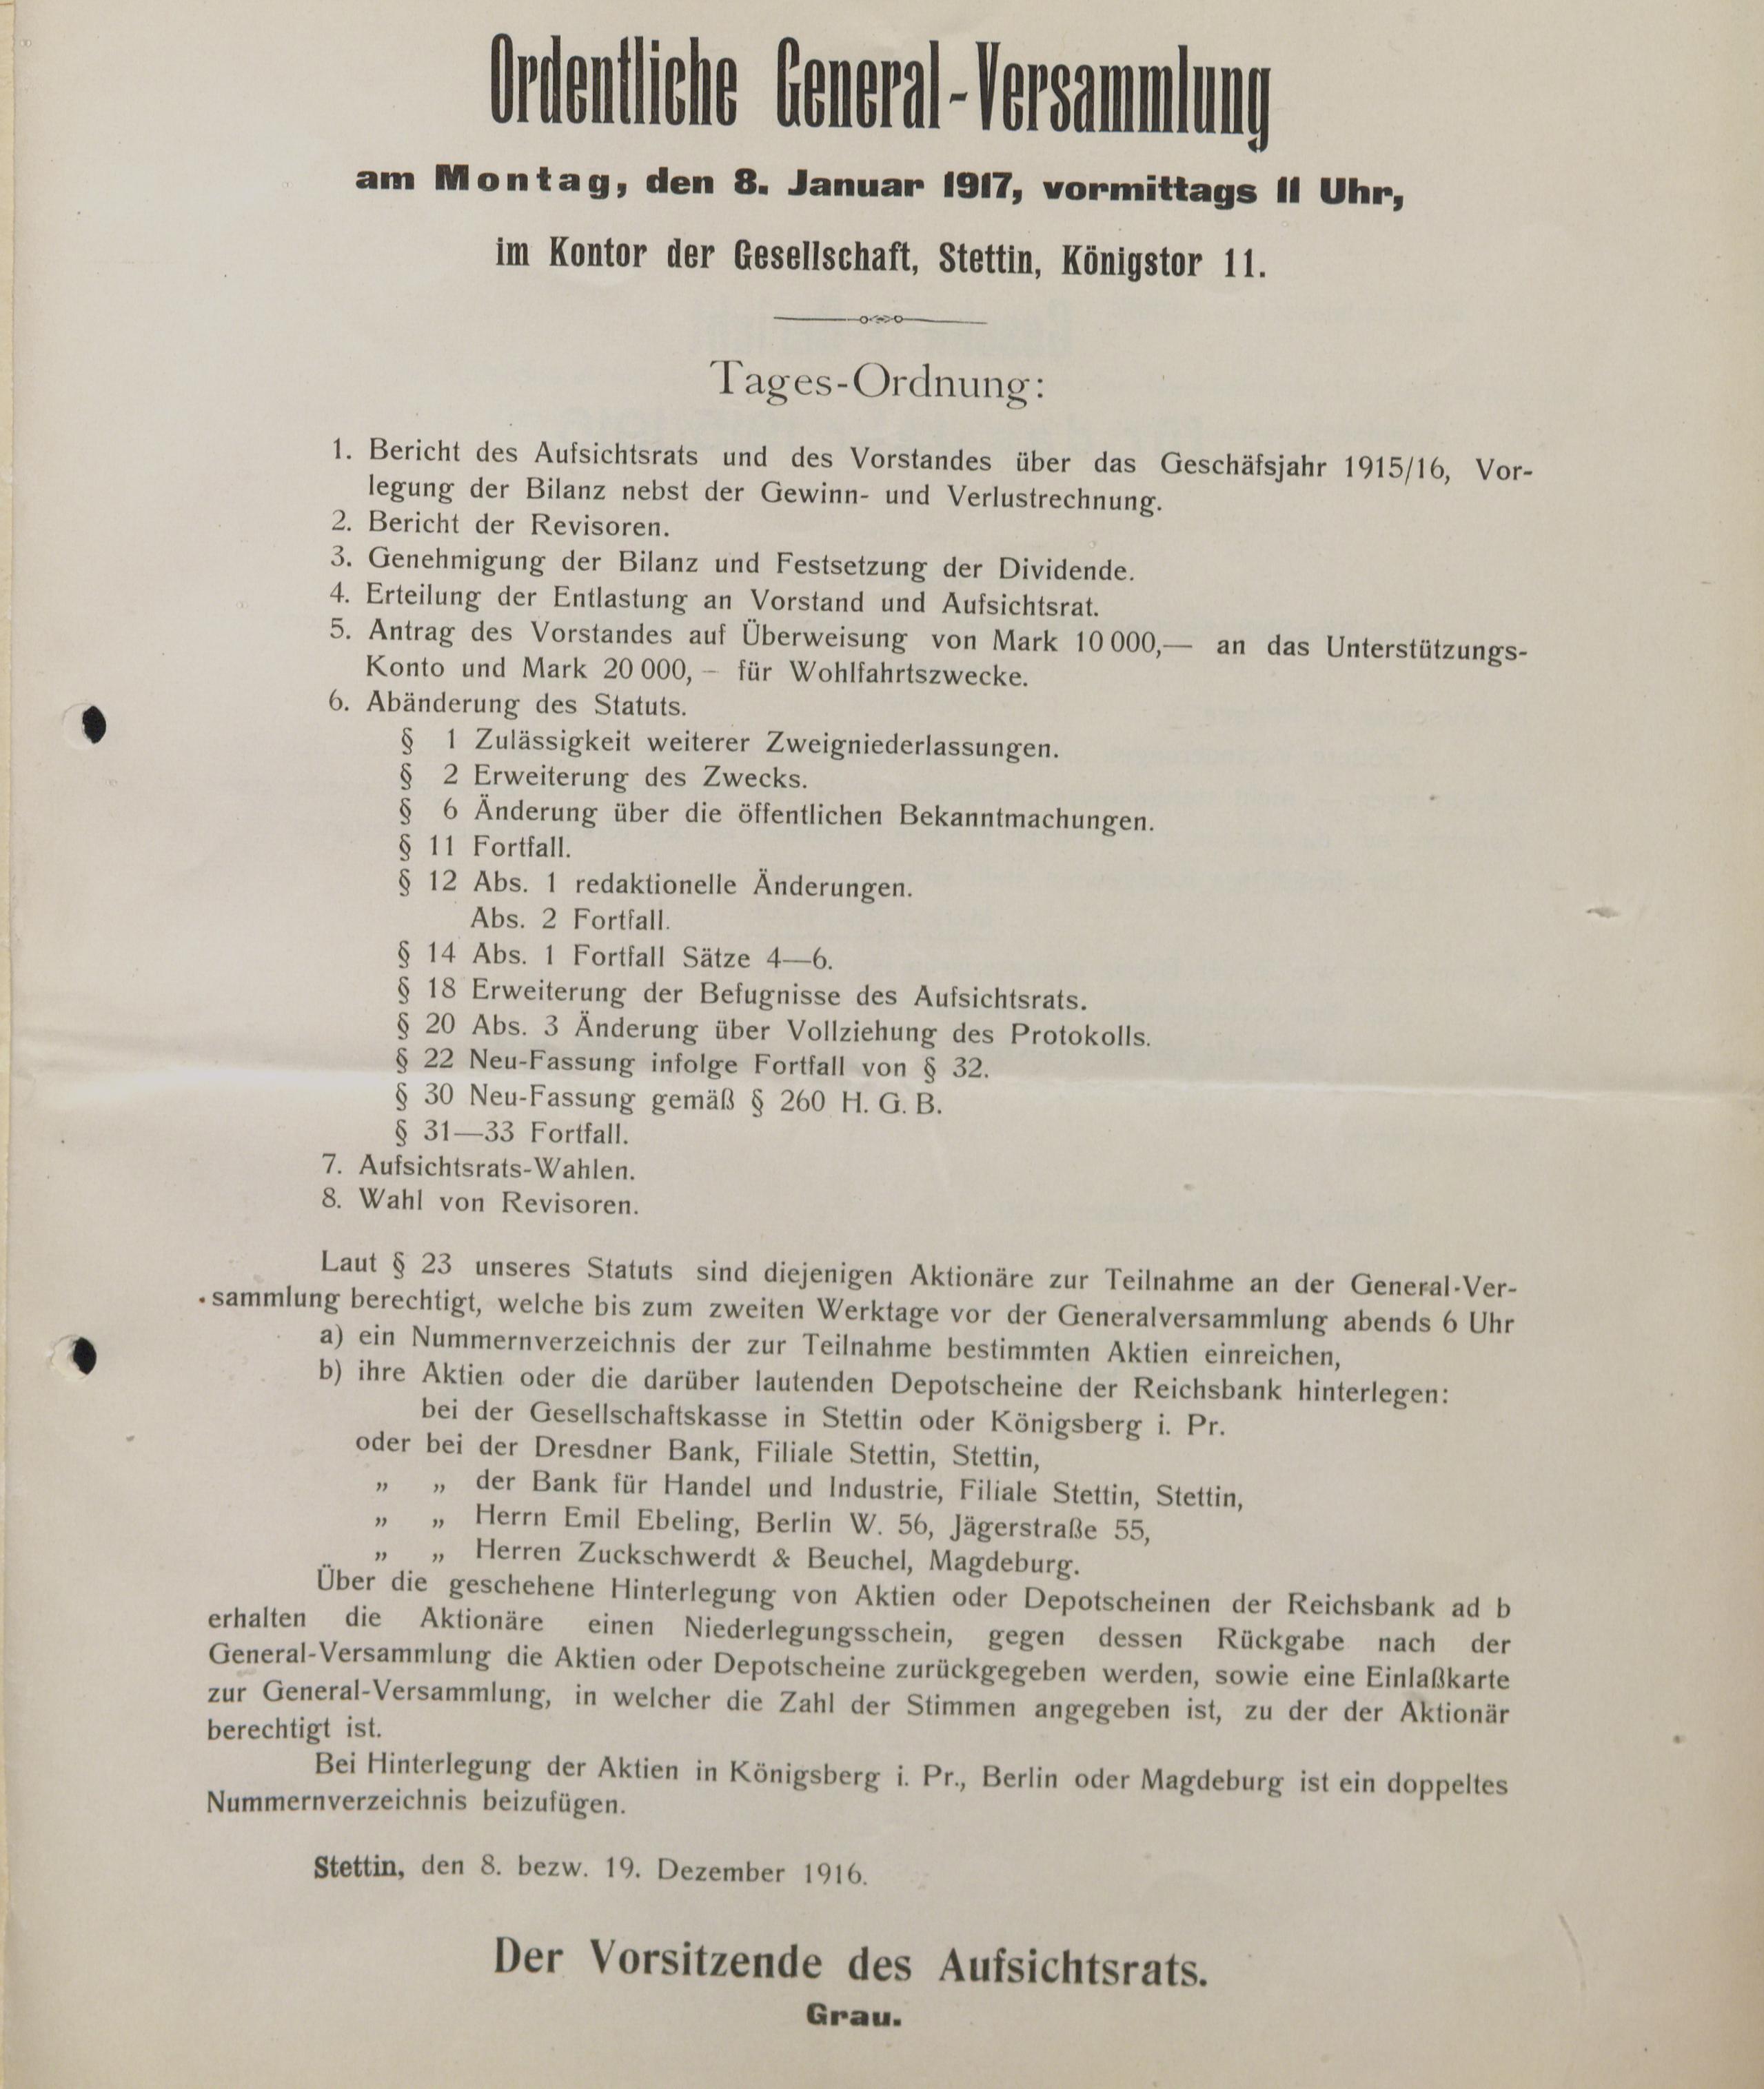 Ordentliche General-Versammlung
am Montag, den 8. Januar 1917, vormittags 11 Uhr,
im Kontor der Gesellschaft, Stettin, Königstor 11.
Tages-Ordnung:
1. Bericht des Aufsichtsrats und des Vorstandes über das Geschäfsjahr 1915/16, Vor-
legung der Bilanz nebst der Gewinn- und Verlustrechnung.
2. Bericht der Revisoren.
3. Genehmigung der Bilanz und Festsetzung der Dividende.
4. Erteilung der Entlastung an Vorstand und Aufsichtsrat.
5. Antrag des Vorstandes auf Überweisung von Mark 10 000,— an das Unterstützungs-
Konto und Mark 20 000,– für Wohlfahrtszwecke.
6. Abänderung des Statuts.
§ 1 Zulässigkeit weiterer Zweigniederlassungen.
§ 2 Erweiterung des Zwecks.
§ 6 Änderung über die öffentlichen Bekanntmachungen.
§ 11 Fortfall.
§ 12 Abs. 1 redaktionelle Änderungen.
Abs. 2 Fortfall.
§ 14 Abs. 1 Fortfall Sätze 4—6.
§ 18 Erweiterung der Befugnisse des Aufsichtsrats.
§ 20 Abs. 3 Änderung über Vollziehung des Protokolls.
§ 22 Neu-Fassung infolge Fortfall von § 32.
§ 30 Neu-Fassung gemäß § 260 H. G. B.
§ 31—33 Fortfall.
7. Aufsichtsrats-Wahlen.
8. Wahl von Revisoren.
Laut § 23 unseres Statuts sind diejenigen Aktionäre zur Teilnahme an der General-Ver-
sammlung berechtigt, welche bis zum zweiten Werktage vor der Generalversammlung abends 6 Uhr
a) ein Nummernverzeichnis der zur Teilnahme bestimmten Aktien einreichen,
b) ihre Aktien oder die darüber lautenden Depotscheine der Reichsbank hinterlegen:
bei der Gesellschaftskasse in Stettin oder Königsberg i. Pr.
oder bei der Dresdner Bank, Filiale Stettin, Stettin,
„ „ der Bank für Handel und Industrie, Filiale Stettin, Stettin,
„ „ Herrn Emil Ebeling, Berlin W. 56, Jägerstraße 55,
„ „ Herren Zuckschwerdt & Beuchel, Magdeburg.
Über die geschehene Hinterlegung von Aktien oder Depotscheinen der Reichsbank ad b
erhalten die Aktionäre einen Niederlegungsschein, gegen dessen Rückgabe nach der
General-Versammlung die Aktien oder Depotscheine zurückgegeben werden, sowie eine Einlaßkarte
zur General-Versammlung, in welcher die Zahl der Stimmen angegeben ist, zu der der Aktionär
berechtigt ist.
Bei Hinterlegung der Aktien in Königsberg i. Pr., Berlin oder Magdeburg ist ein doppeltes
Nummernverzeichnis beizufügen.
Stettin, den 8. bezw. 19. Dezember 1916.
Der Vorsitzende des Aufsichtsrats.
Grau.